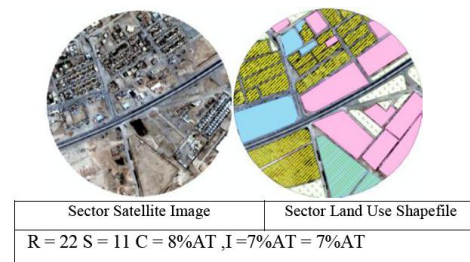 Sector Satellite Image
Sector Land Use Shapefile
R = 22 S = 11 C = 8%AT ,I =7%AT = 7%AT